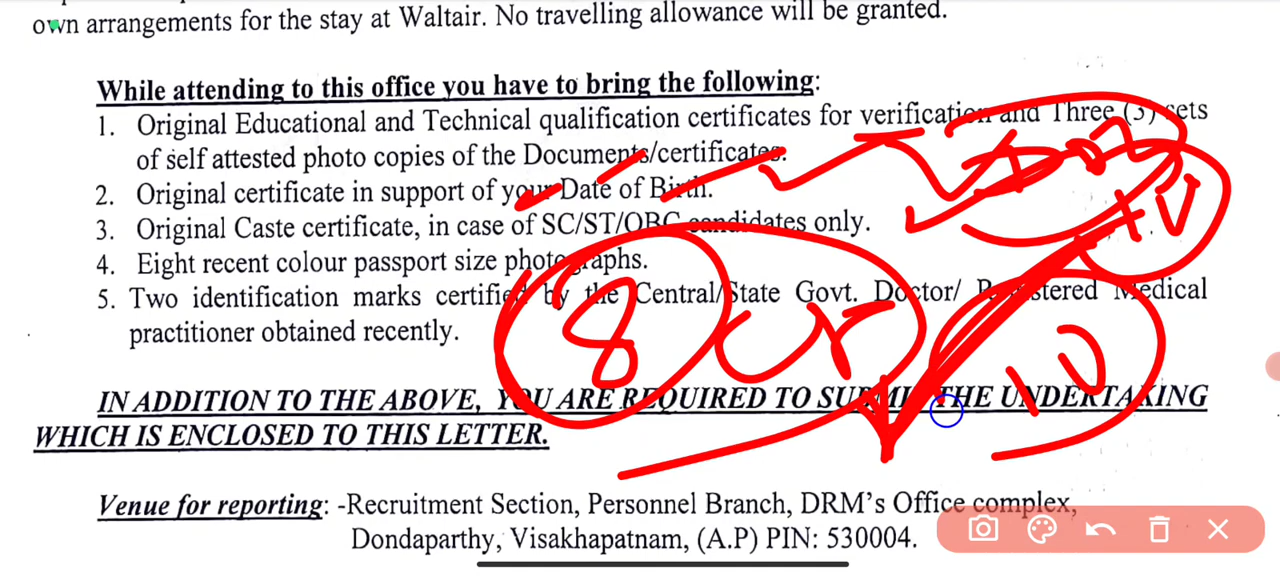 own arrangements for the stay at Waltair. No travelling allowance will be granted.
While attending to this office you have to bring the following:
1. Original Educational and Technical qualification certificates for verification and Three (3) sets
of self attested photo copies of the Documents/certificates.
2. Original certificate in support of your Date of Birth.
3. Original Caste certificate, in case of SC/ST/OBC candidates only.
4. Eight recent colour passport size photographs.
5. Two identification marks certified by the Central/State Govt. Doctor/ Registered Medical
practitioner obtained recently.
8
10
IN ADDITION TO THE ABOVE, YOU ARE REQUIRED TO SUBMIT THE UNDERTAKING
WHICH IS ENCLOSED TO THIS LETTER.
Venue for reporting: -Recruitment Section, Personnel Branch, DRM's Office complex,
Dondaparthy, Visakhapatnam, (A.P) PIN: 530004.